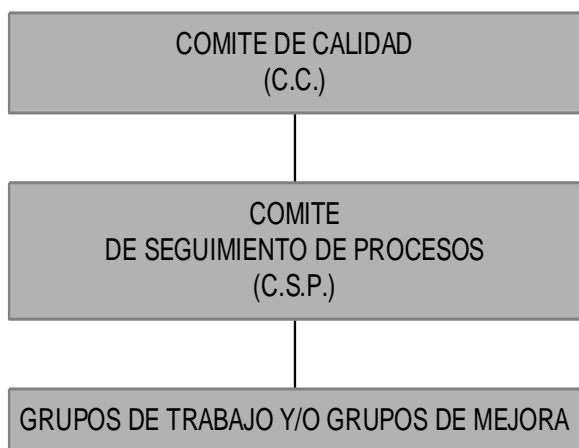 COMITE DE CALIDAD
(C.C.)
COMITE
DE SEGUIMIENTO DE PROCESOS
(C.S.P.)
GRUPOS DE TRABAJO Y/O GRUPOS DE MEJORA